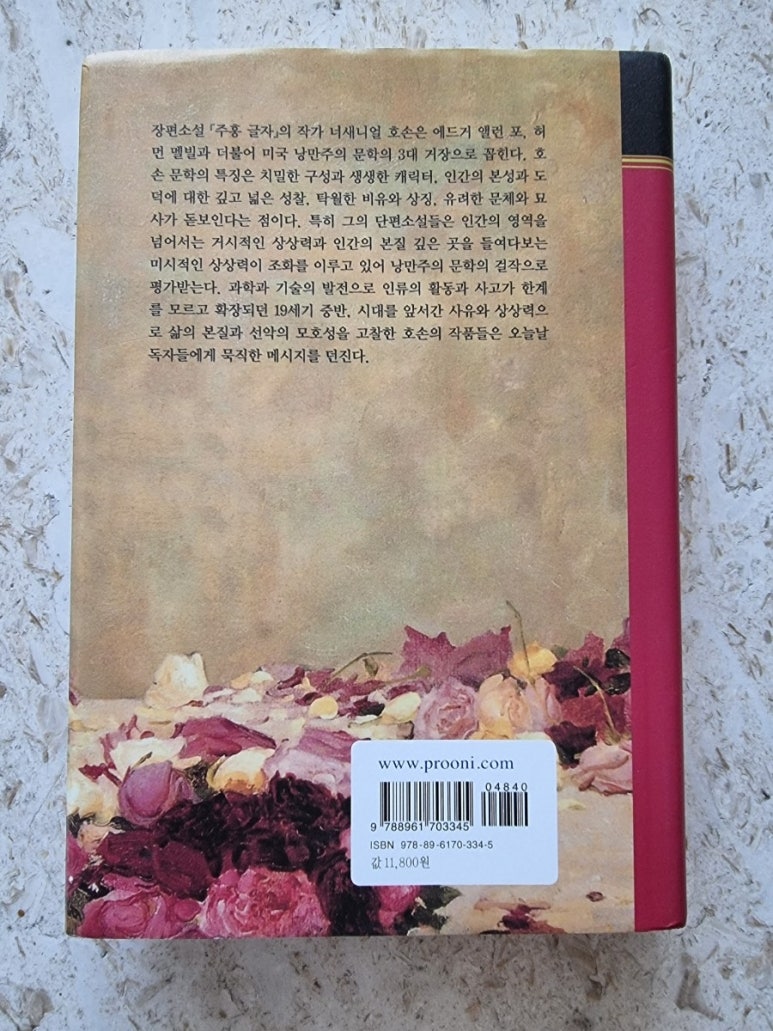 장편소설 『주홍 글자』의 작가 너새니얼 호손은 에드거 앨런 포, 허
먼 멜빌과 더불어 미국 낭만주의 문학의 3대 거장으로 꼽힌다. 호
손 문학의 특징은 치밀한 구성과 생생한 캐릭터, 인간의 본성과 도
덕에 대한 깊고 넓은 성찰, 탁월한 비유와 상징, 유려한 문체와 묘
사가 돋보인다는 점이다. 특히 그의 단편소설들은 인간의 영역을
넘어서는 거시적인 상상력과 인간의 본질 깊은 곳을 들여다보는
미시적인 상상력이 조화를 이루고 있어 낭만주의 문학의 걸작으로
평가받는다. 과학과 기술의 발전으로 인류의 활동과 사고가 한계
를 모르고 확장되던 19세기 중반, 시대를 앞서간 사유와 상상력으
로 삶의 본질과 선악의 모호성을 고찰한 호손의 작품들은 오늘날
독자들에게 묵직한 메시지를 던진다.
www.prooni.com
04840
9 788961 703345
ISBN 978-89-6170-334-5
값 11,800원